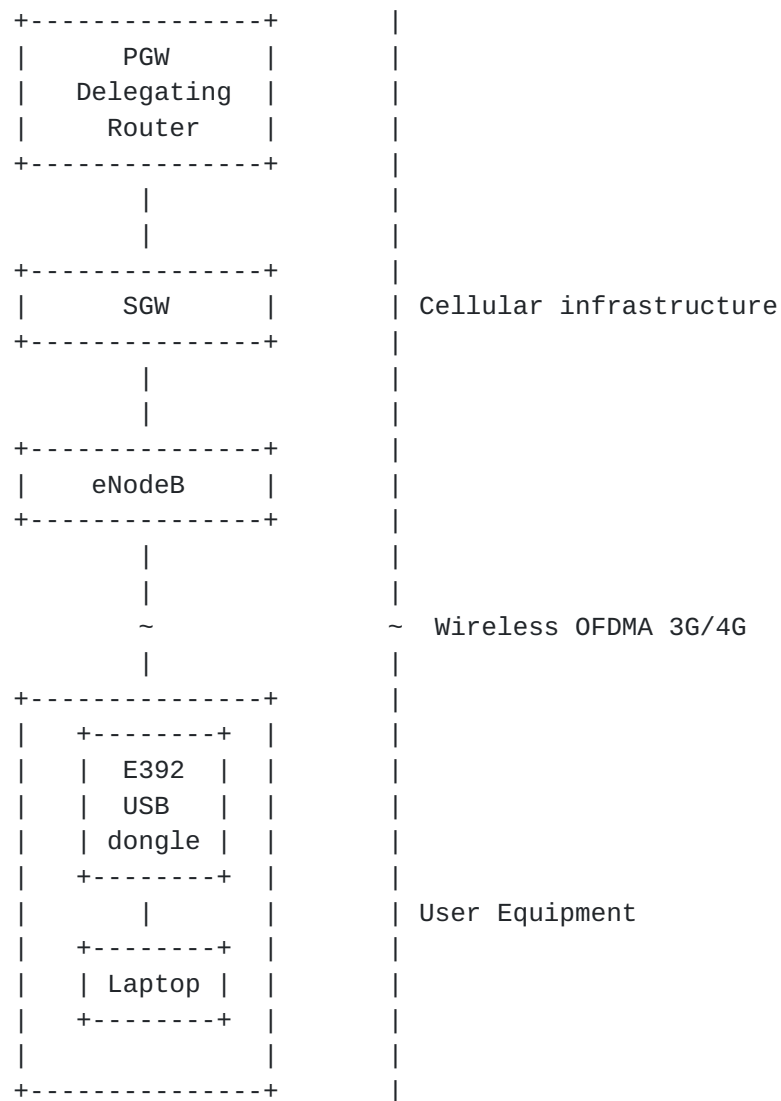 PGW
Delegating
Router
SGW
Cellular infrastructure
eNodeB
~ ~ Wireless OFDMA 3G/4G
E392
USB
dongle
User Equipment
Laptop